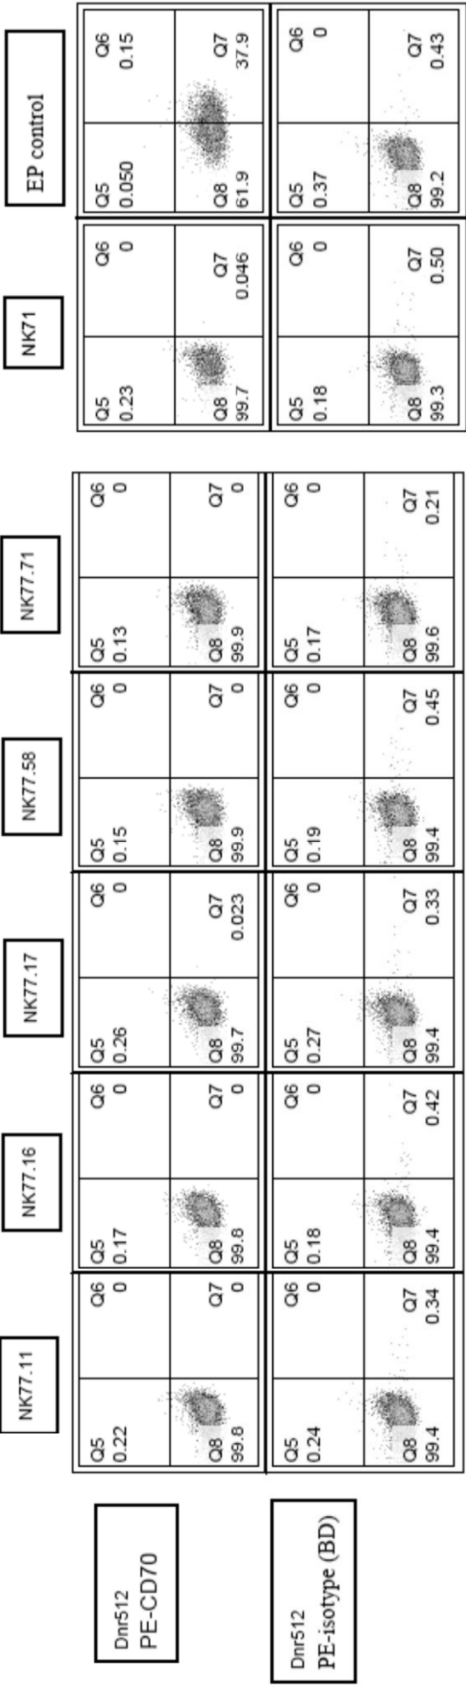 NK77.11
NK77.16
NK77.17
NK77.58
NK77.71
NK71
EP control
Dnr512
PE-CD70
Q5
0.22
Q6
0
Q8
99.8
Q7
0
Q5
0.17
Q6
0
Q8
99.8
Q7
0
Q5
0.26
Q6
0
Q8
99.7
Q7
0.023
Q5
0.15
Q6
0
Q8
99.9
Q7
0
Q5
0.13
Q6
0
Q8
99.9
Q7
0
Q5
0.23
Q6
0
Q8
99.7
Q7
0.046
Q5
0.050
Q6
0.15
Q8
61.9
Q7
37.9
Dnr512
PE-isotype (BD)
Q5
0.24
Q6
0
Q8
99.4
Q7
0.34
Q5
0.18
Q6
0
Q8
99.4
Q7
0.42
Q5
0.27
Q6
0
Q8
99.4
Q7
0.33
Q5
0.19
Q6
0
Q8
99.4
Q7
0.45
Q5
0.17
Q6
0
Q8
99.6
Q7
0.21
Q5
0.18
Q6
0
Q8
99.3
Q7
0.50
Q5
0.37
Q6
0
Q8
99.2
Q7
0.43